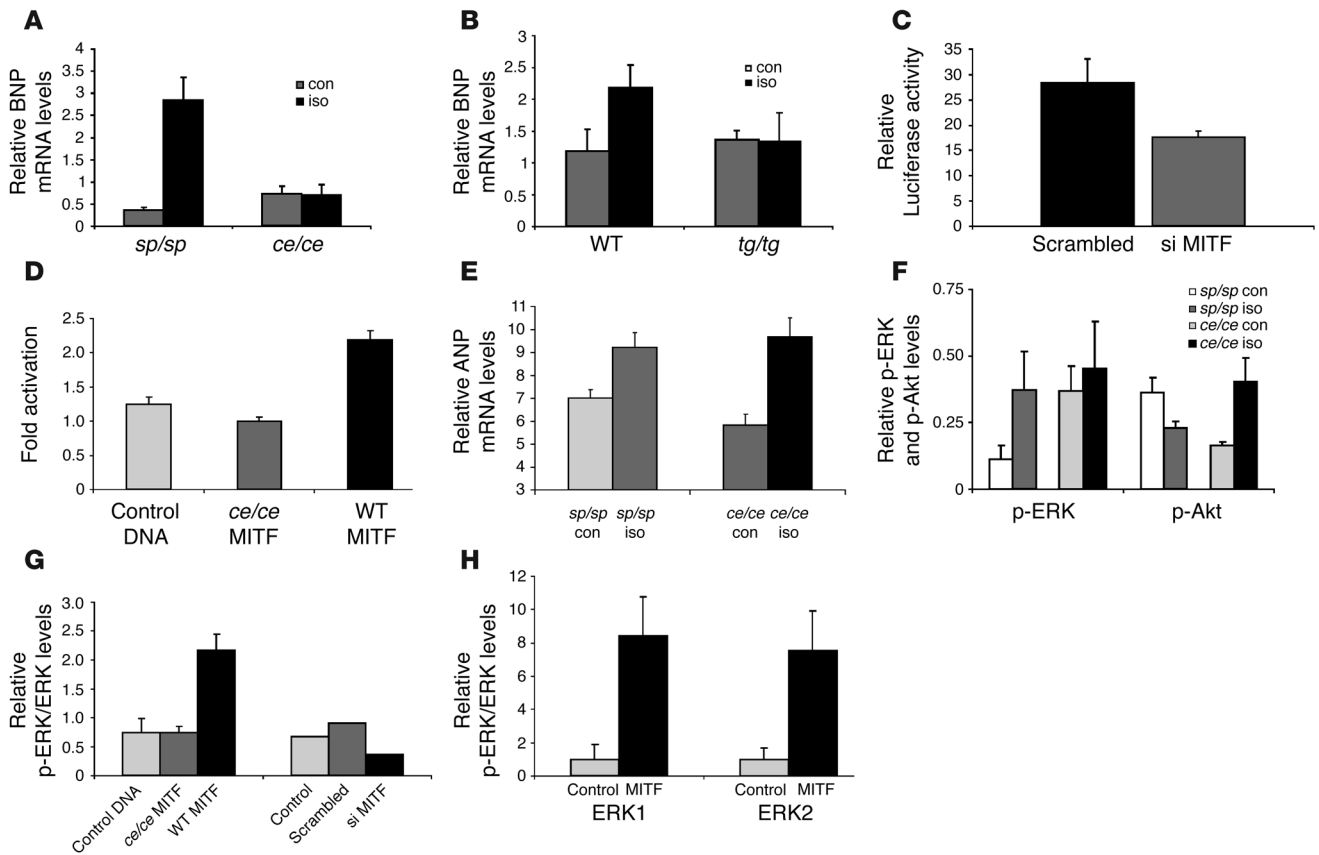 A
Relative BNP
mRNA levels
4
3.5
3
2.5
2
1.5
1
0.5
0
con
iso
sp/sp
ce/ce
B
Relative BNP
mRNA levels
2.5
2
1.5
1
0.5
0
con
iso
WT
tg/tg
C
Relative
Luciferase activity
35
30
25
20
15
10
5
0
Scrambled
si MITF
D
Fold activation
2.5
2.0
1.5
1.0
0.5
0
Control
DNA
ce/ce
MITF
WT
MITF
E
Relative ANP
mRNA levels
11
10
9
8
7
6
5
4
3
sp/sp
con
sp/sp
iso
ce/ce
con
ce/ce
iso
F
Relative p-ERK
and p-Akt levels
0.75
0.50
0.25
0
sp/sp con
sp/sp iso
ce/ce con
ce/ce iso
p-ERK
p-Akt
G
Relative
p-ERK/ERK levels
3.0
2.5
2.0
1.5
1.0
0.5
0
Control DNA
ce/ce MITF
WT MITF
Control
Scrambled
si MITF
H
Relative
p-ERK/ERK levels
12
10
8
6
4
2
0
Control MITF
ERK1
Control MITF
ERK2